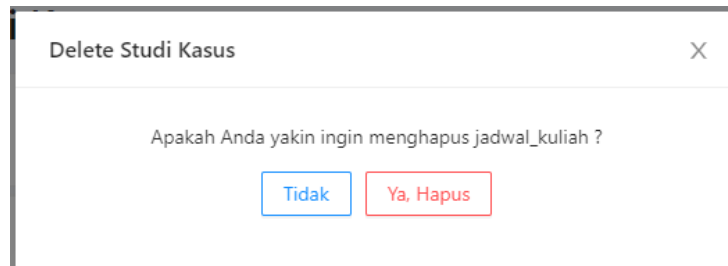 Delete Studi Kasus X
Apakah Anda yakin ingin menghapus jadwal_kuliah ?
Tidak Ya, Hapus